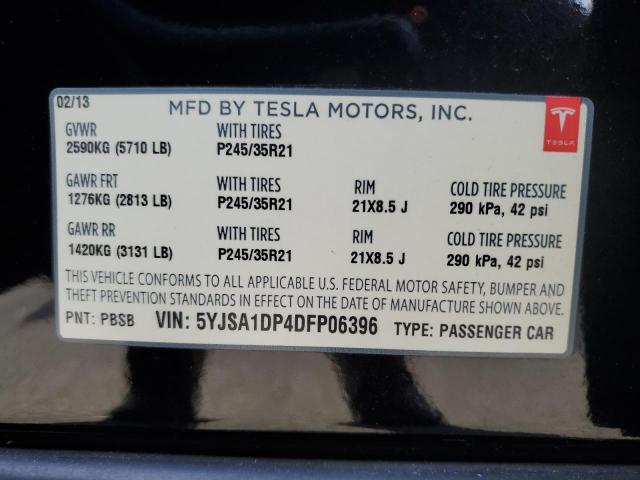 02/13
MFD BY TESLA MOTORS, INC.
TESLA
GVWR WITH TIRES
2590KG (5710 LB) P245/35R21
GAWR FRT WITH TIRES RIM COLD TIRE PRESSURE
1276KG (2813 LB) P245/35R21 21X8.5 J 290 kPa, 42 psi
GAWR RR WITH TIRES RIM COLD TIRE PRESSURE
1420KG (3131 LB) P245/35R21 21X8.5 J 290 kPa, 42 psi
THIS VEHICLE CONFORMS TO ALL APPLICABLE U.S. FEDERAL MOTOR SAFETY, BUMPER AND
THEFT PREVENTION STANDARDS IN EFFECT ON THE DATE OF MANUFACTURE SHOWN ABOVE.
PNT: PBSB VIN: 5YJSA1DP4DFP06396 TYPE: PASSENGER CAR